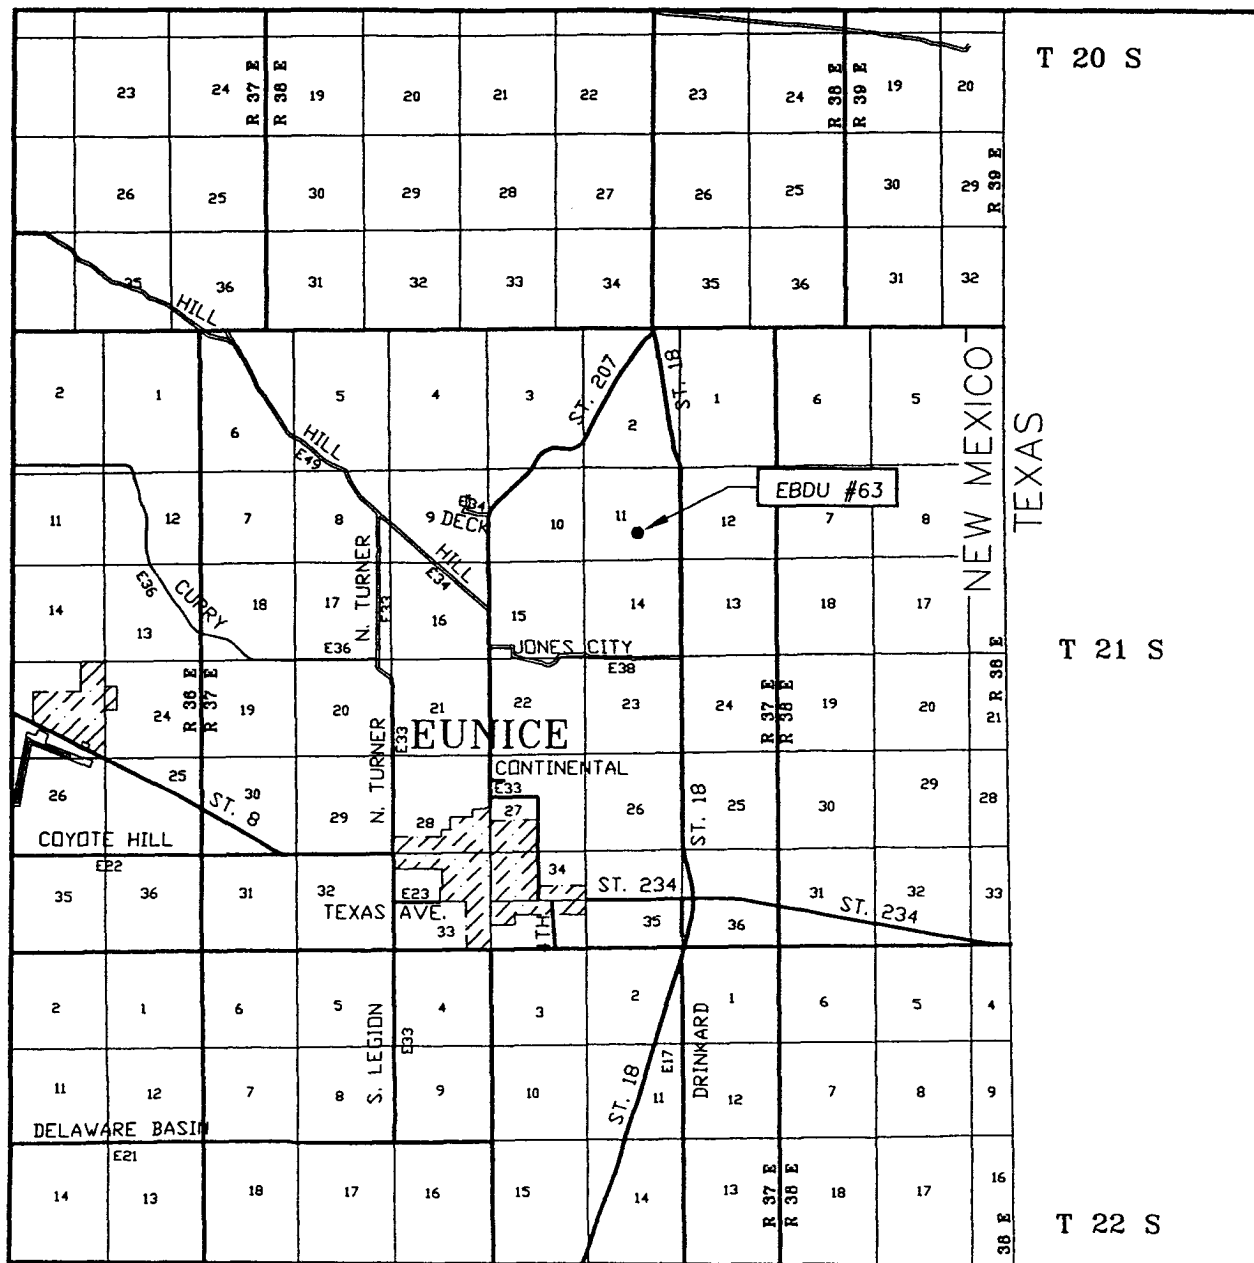 T 20 S
23 24 R 37 E R 38 E 19 20 21 22 23 24 R 38 E R 39 E 19 20
26 25 30 29 28 27 26 25 30 29 R 39 E
35 36 31 32 33 34 35 36 31 32
HILL
2 1 6 5 4 3 2 1 6 5
ST. 207
ST. 18
HILL
E49
NEW MEXICO
TEXAS
EBDU #63
11 12 7 8 9 10 11 12 7 8
E34
DECK
HILL
E34
E36
CURRY
N. TURNER
E33
14 13 18 17 16 15 14 13 18 17
E36
JONES CITY
E38
T 21 S
24 R 36 E R 37 E 19 20 21 22 23 24 R 37 E R 38 E 19 20 21 R 38 E
N. TURNER
E33
EUNICE
CONTINENTAL
E33
26 25 30 29 28 27 26 25 30 29 28
ST. 8
ST. 18
COYOTE HILL
E22
35 36 31 32 33 34 35 36 31 32 33
E23
TEXAS AVE.
ST. 234
ST. 234
4TH
2 1 6 5 4 3 2 1 6 5 4
S. LEGION
E33
DRINKARD
E17
ST. 18
11 12 7 8 9 10 11 12 7 8 9
DELAWARE BASIN
E21
14 13 18 17 16 15 14 13 R 37 E R 38 E 18 17 16
38 E
T 22 S